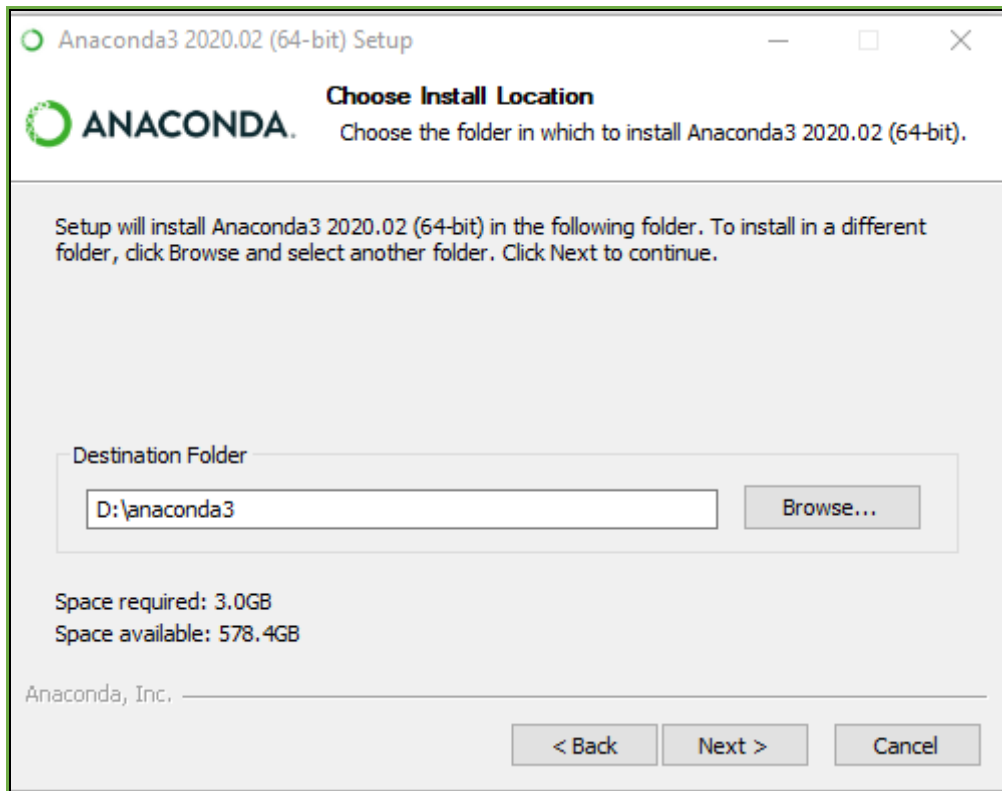 Anaconda3 2020.02 (64-bit) Setup
ANACONDA.
Choose Install Location
Choose the folder in which to install Anaconda3 2020.02 (64-bit).
Setup will install Anaconda3 2020.02 (64-bit) in the following folder. To install in a different
folder, click Browse and select another folder. Click Next to continue.
Destination Folder
D:\anaconda3
Browse...
Space required: 3.0GB
Space available: 578.4GB
Anaconda, Inc.
< Back
Next >
Cancel